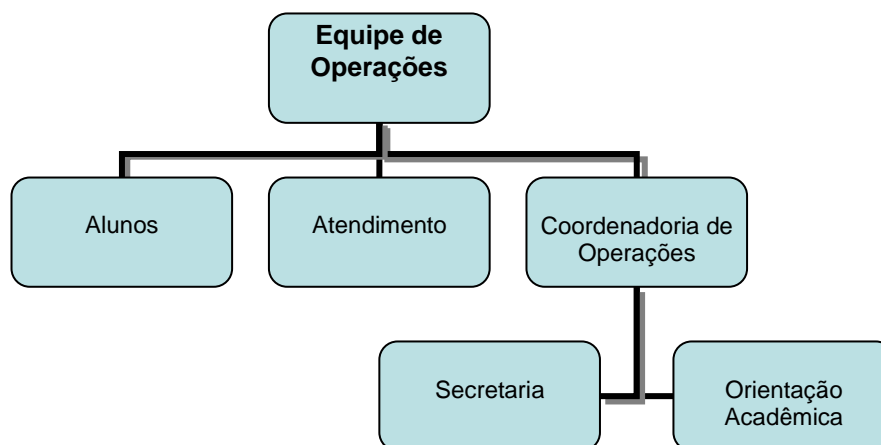 Equipe de
Operações
Alunos
Atendimento
Coordenadoria de
Operações
Secretaria
Orientação
Acadêmica